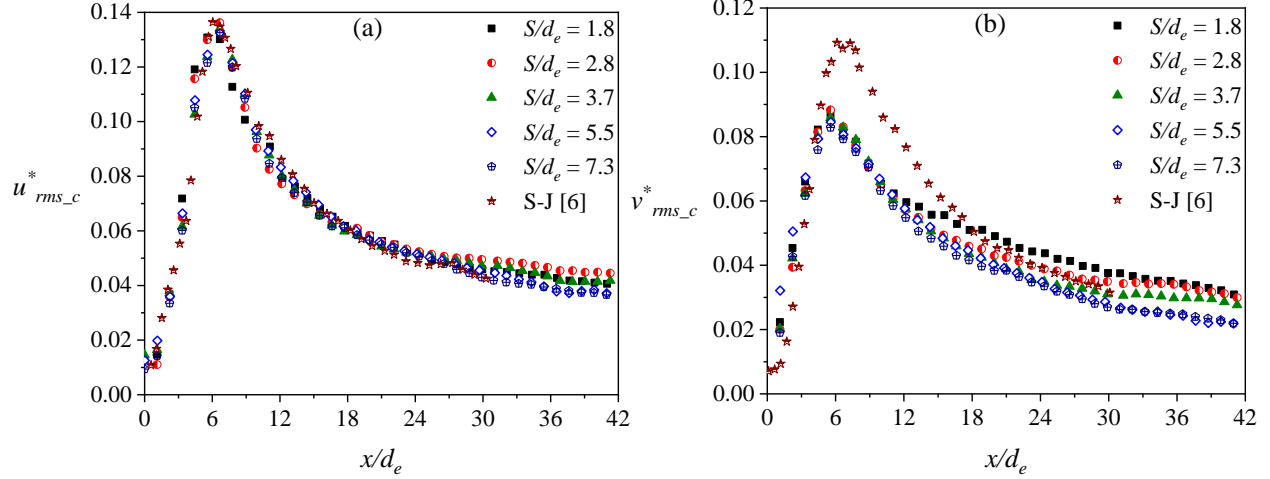 (a)
0.14
0.12
0.10
0.08
0.06
0.04
0.02
0.00
u*rms_c
0 6 12 18 24 30 36 42
x/de
S/de = 1.8
S/de = 2.8
S/de = 3.7
S/de = 5.5
S/de = 7.3
S-J [6]
(b)
0.12
0.10
0.08
0.06
0.04
0.02
0.00
v*rms_c
0 6 12 18 24 30 36 42
x/de
S/de = 1.8
S/de = 2.8
S/de = 3.7
S/de = 5.5
S/de = 7.3
S-J [6]